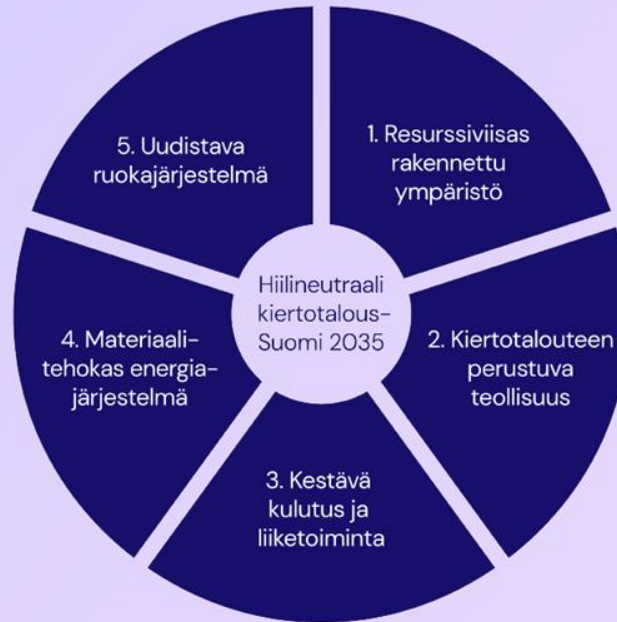 1. Resurssiviisas
rakennettu
ympäristö
2. Kiertotalouteen
perustuva
teollisuus
3. Kestävä
kulutus ja
liiketoiminta
4. Materiaali-
tehokas energia-
järjestelmä
5. Uudistava
ruokajärjestelmä
Hiilineutraali
kiertotalous-
Suomi 2035